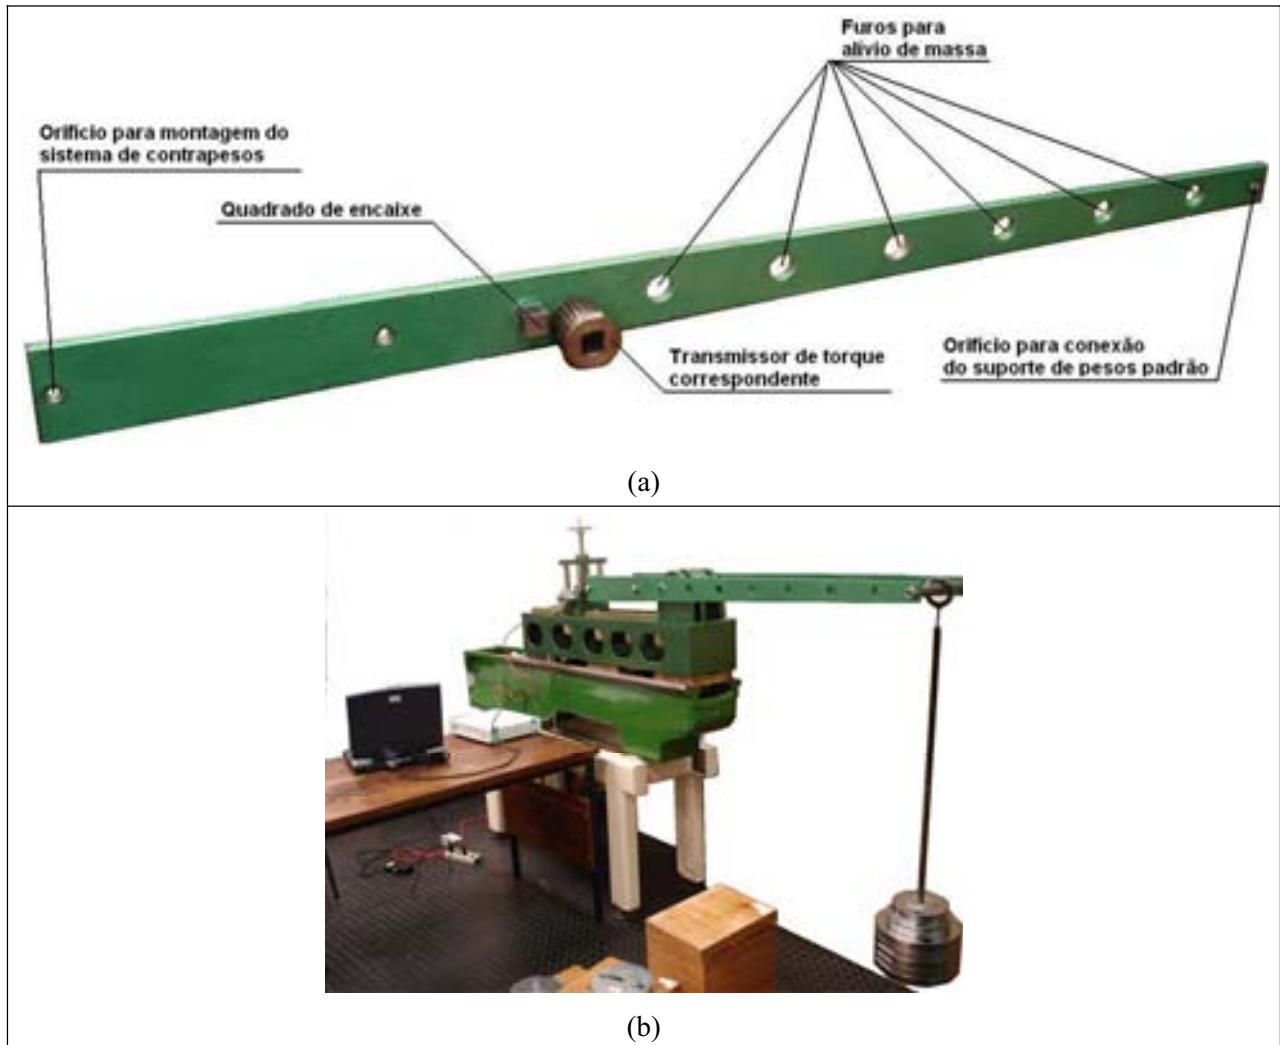 Furos para
alívio de massa
Orifício para montagem do
sistema de contrapesos
Quadrado de encaixe
Transmissor de torque
correspondente
Orifício para conexão
do suporte de pesos padrão
(a)
(b)